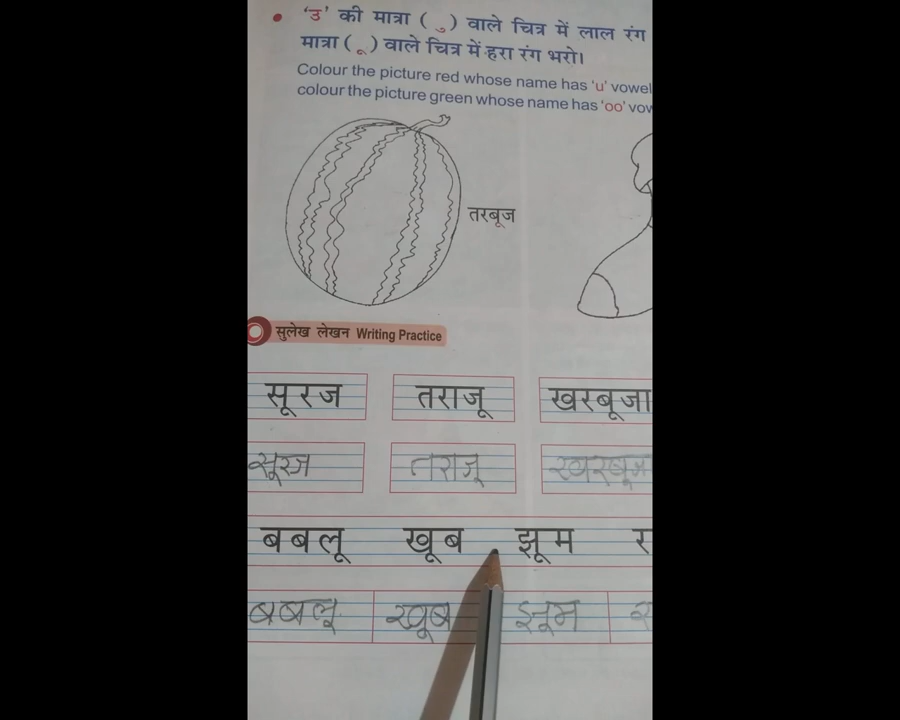 • 'उ' की मात्रा ( ु ) वाले चित्र में लाल रंग
मात्रा ( ू ) वाले चित्र में हरा रंग भरो।
Colour the picture red whose name has 'u' vowel
colour the picture green whose name has 'oo' vow
तरबूज
सुलेख लेखन Writing Practice
सूरज तराजू खरबूजा
सूरज तराजू खरबूजा
बबलू खूब झूम र
बबलू खूब झूम